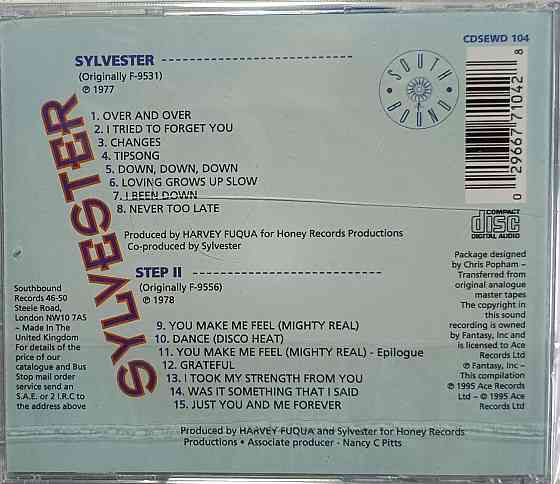 CDSEWD 104
SYLVESTER
(Originally F-9531)
℗ 1977
1. OVER AND OVER
2. I TRIED TO FORGET YOU
3. CHANGES
4. TIPSONG
5. DOWN, DOWN, DOWN
6. LOVING GROWS UP SLOW
7. I BEEN DOWN
8. NEVER TOO LATE
Produced by HARVEY FUQUA for Honey Records Productions
Co-produced by Sylvester
SOUTH
BOUND
0 29667 71042 8
COMPACT
disc
DIGITAL AUDIO
SYLVESTER
STEP II
(Originally F-9556)
℗ 1978
9. YOU MAKE ME FEEL (MIGHTY REAL)
10. DANCE (DISCO HEAT)
11. YOU MAKE ME FEEL (MIGHTY REAL) - Epilogue
12. GRATEFUL
13. I TOOK MY STRENGTH FROM YOU
14. WAS IT SOMETHING THAT I SAID
15. JUST YOU AND ME FOREVER
Produced by HARVEY FUQUA and Sylvester for Honey Records
Productions • Associate producer - Nancy C Pitts
Southbound
Records 46-50
Steele Road,
London NW10 7AS
– Made In The
United Kingdom
For details of the
price of our
catalogue and Bus
Stop mail order
service send an
S.A.E. or 2 I.R.C to
the address above
Package designed
by Chris Popham –
Transferred from
original analogue
master tapes
The copyright in
this sound
recording is owned
by Fantasy, Inc and
is licensed to Ace
Records Ltd
℗ Fantasy, Inc –
This compilation
℗ 1995 Ace Records
Ltd – © 1995 Ace
Records Ltd